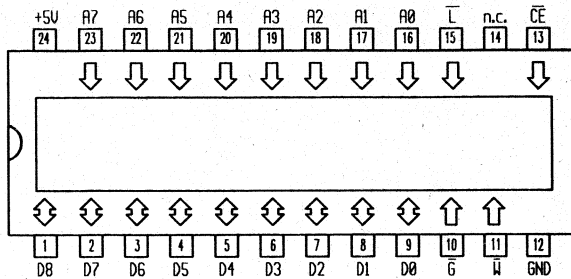 +5V A7 A6 A5 A4 A3 A2 A1 A0 L̅ n.c. C̅E̅
24 23 22 21 20 19 18 17 16 15 14 13
1 2 3 4 5 6 7 8 9 10 11 12
D8 D7 D6 D5 D4 D3 D2 D1 D0 G̅ W̅ GND